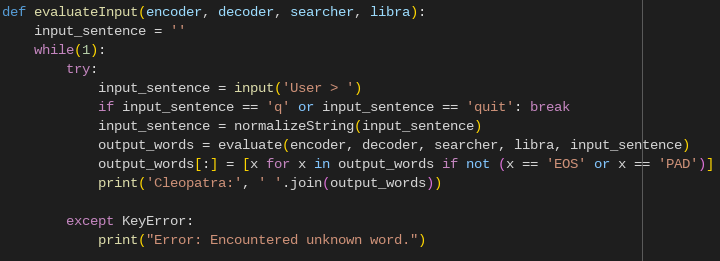 def evaluateInput(encoder, decoder, searcher, libra):
    input_sentence = ''
    while(1):
        try:
            input_sentence = input('User > ')
            if input_sentence == 'q' or input_sentence == 'quit': break
            input_sentence = normalizeString(input_sentence)
            output_words = evaluate(encoder, decoder, searcher, libra, input_sentence)
            output_words[:] = [x for x in output_words if not (x == 'EOS' or x == 'PAD')]
            print('Cleopatra:', ' '.join(output_words))

        except KeyError:
            print("Error: Encountered unknown word.")